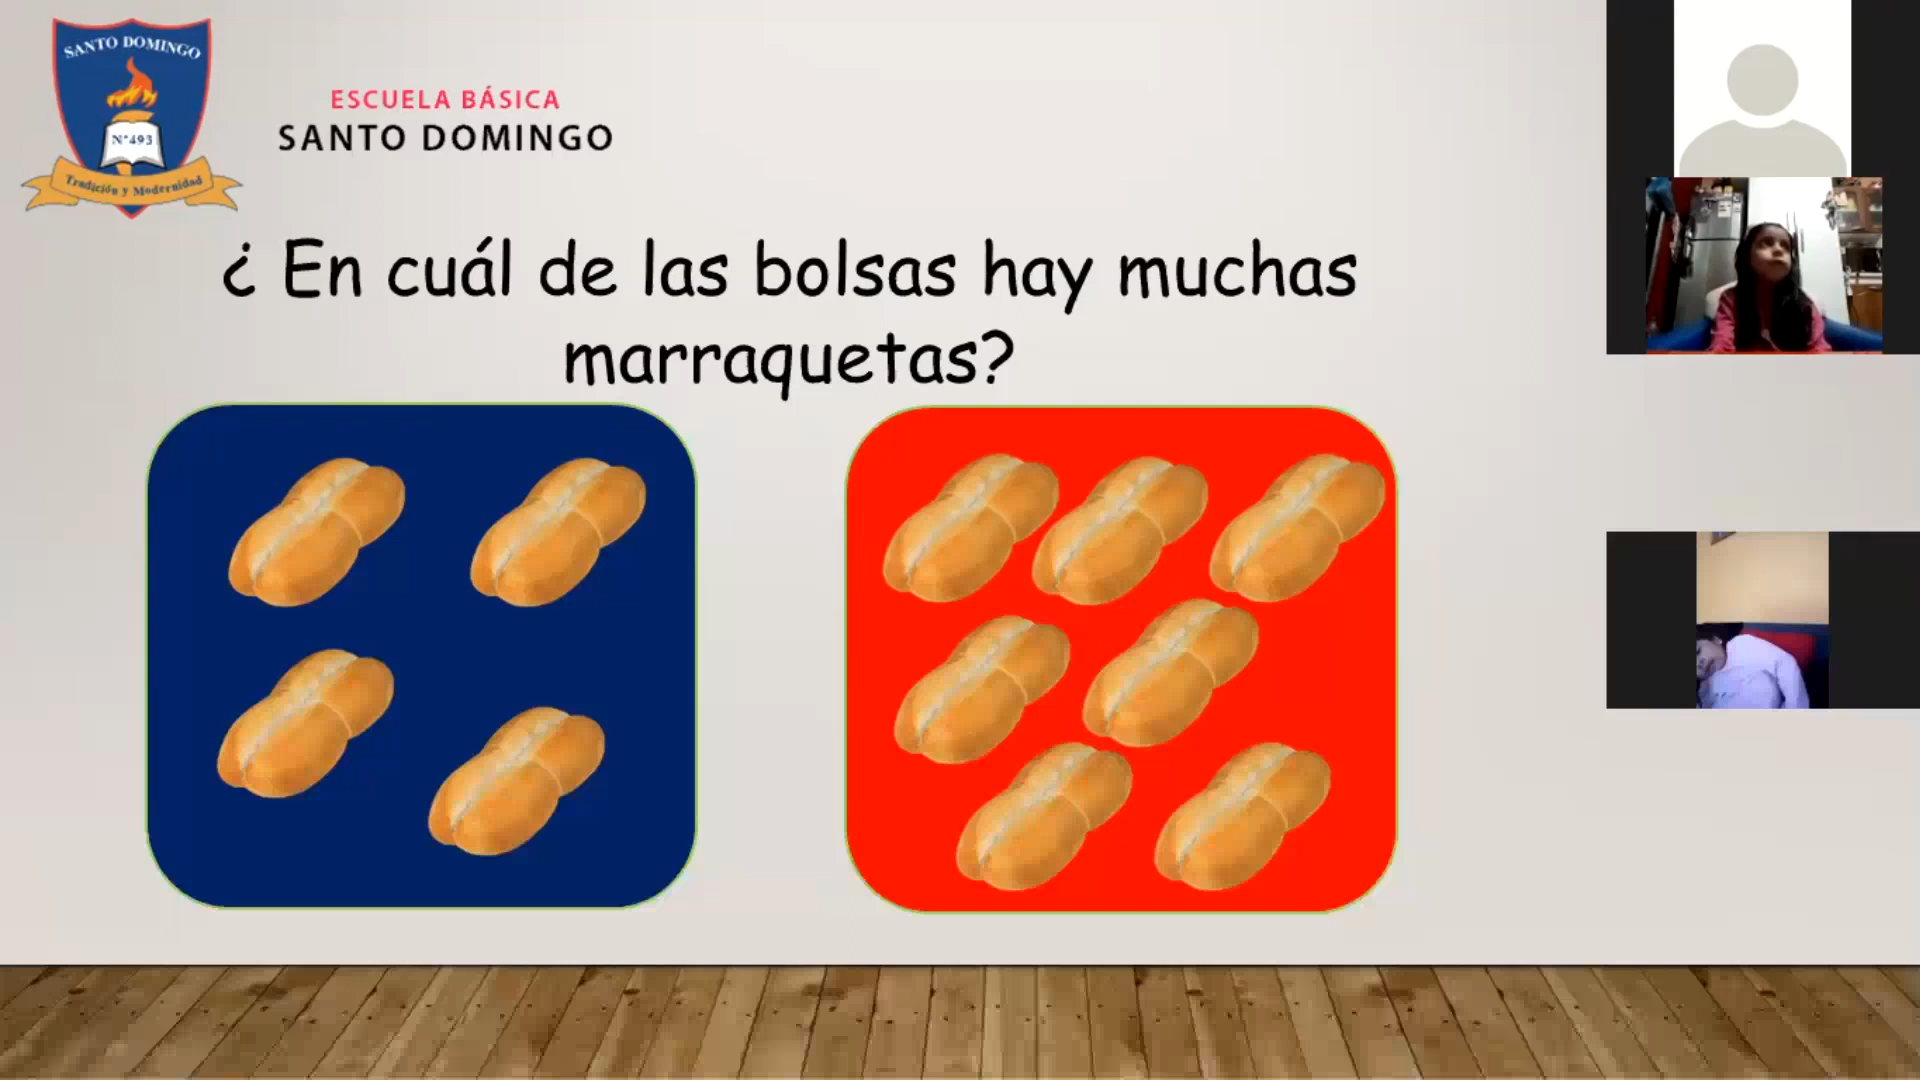 SANTO DOMINGO
N°493
Tradición y Modernidad
ESCUELA BÁSICA
SANTO DOMINGO
¿ En cuál de las bolsas hay muchas
marraquetas?